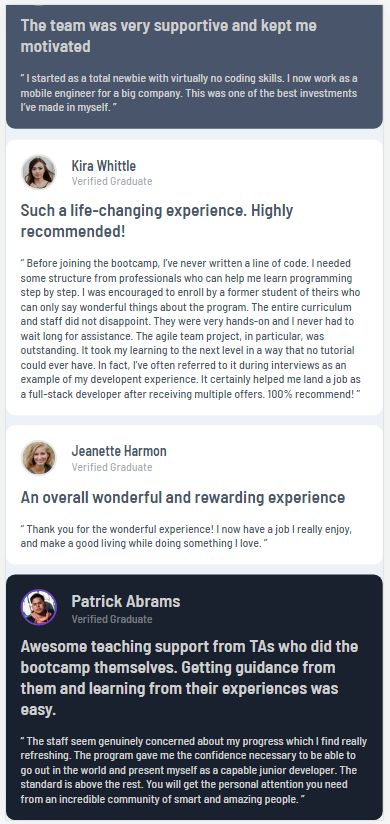 The team was very supportive and kept me
motivated
“ I started as a total newbie with virtually no coding skills. I now work as a
mobile engineer for a big company. This was one of the best investments
I’ve made in myself. ”
Kira Whittle
Verified Graduate
Such a life-changing experience. Highly
recommended!
“ Before joining the bootcamp, I’ve never written a line of code. I needed
some structure from professionals who can help me learn programming
step by step. I was encouraged to enroll by a former student of theirs who
can only say wonderful things about the program. The entire curriculum
and staff did not disappoint. They were very hands-on and I never had to
wait long for assistance. The agile team project, in particular, was
outstanding. It took my learning to the next level in a way that no tutorial
could ever have. In fact, I’ve often referred to it during interviews as an
example of my developent experience. It certainly helped me land a job as
a full-stack developer after receiving multiple offers. 100% recommend! ”
Jeanette Harmon
Verified Graduate
An overall wonderful and rewarding experience
“ Thank you for the wonderful experience! I now have a job I really enjoy,
and make a good living while doing something I love. ”
Patrick Abrams
Verified Graduate
Awesome teaching support from TAs who did the
bootcamp themselves. Getting guidance from
them and learning from their experiences was
easy.
“ The staff seem genuinely concerned about my progress which I find really
refreshing. The program gave me the confidence necessary to be able to
go out in the world and present myself as a capable junior developer. The
standard is above the rest. You will get the personal attention you need
from an incredible community of smart and amazing people. ”